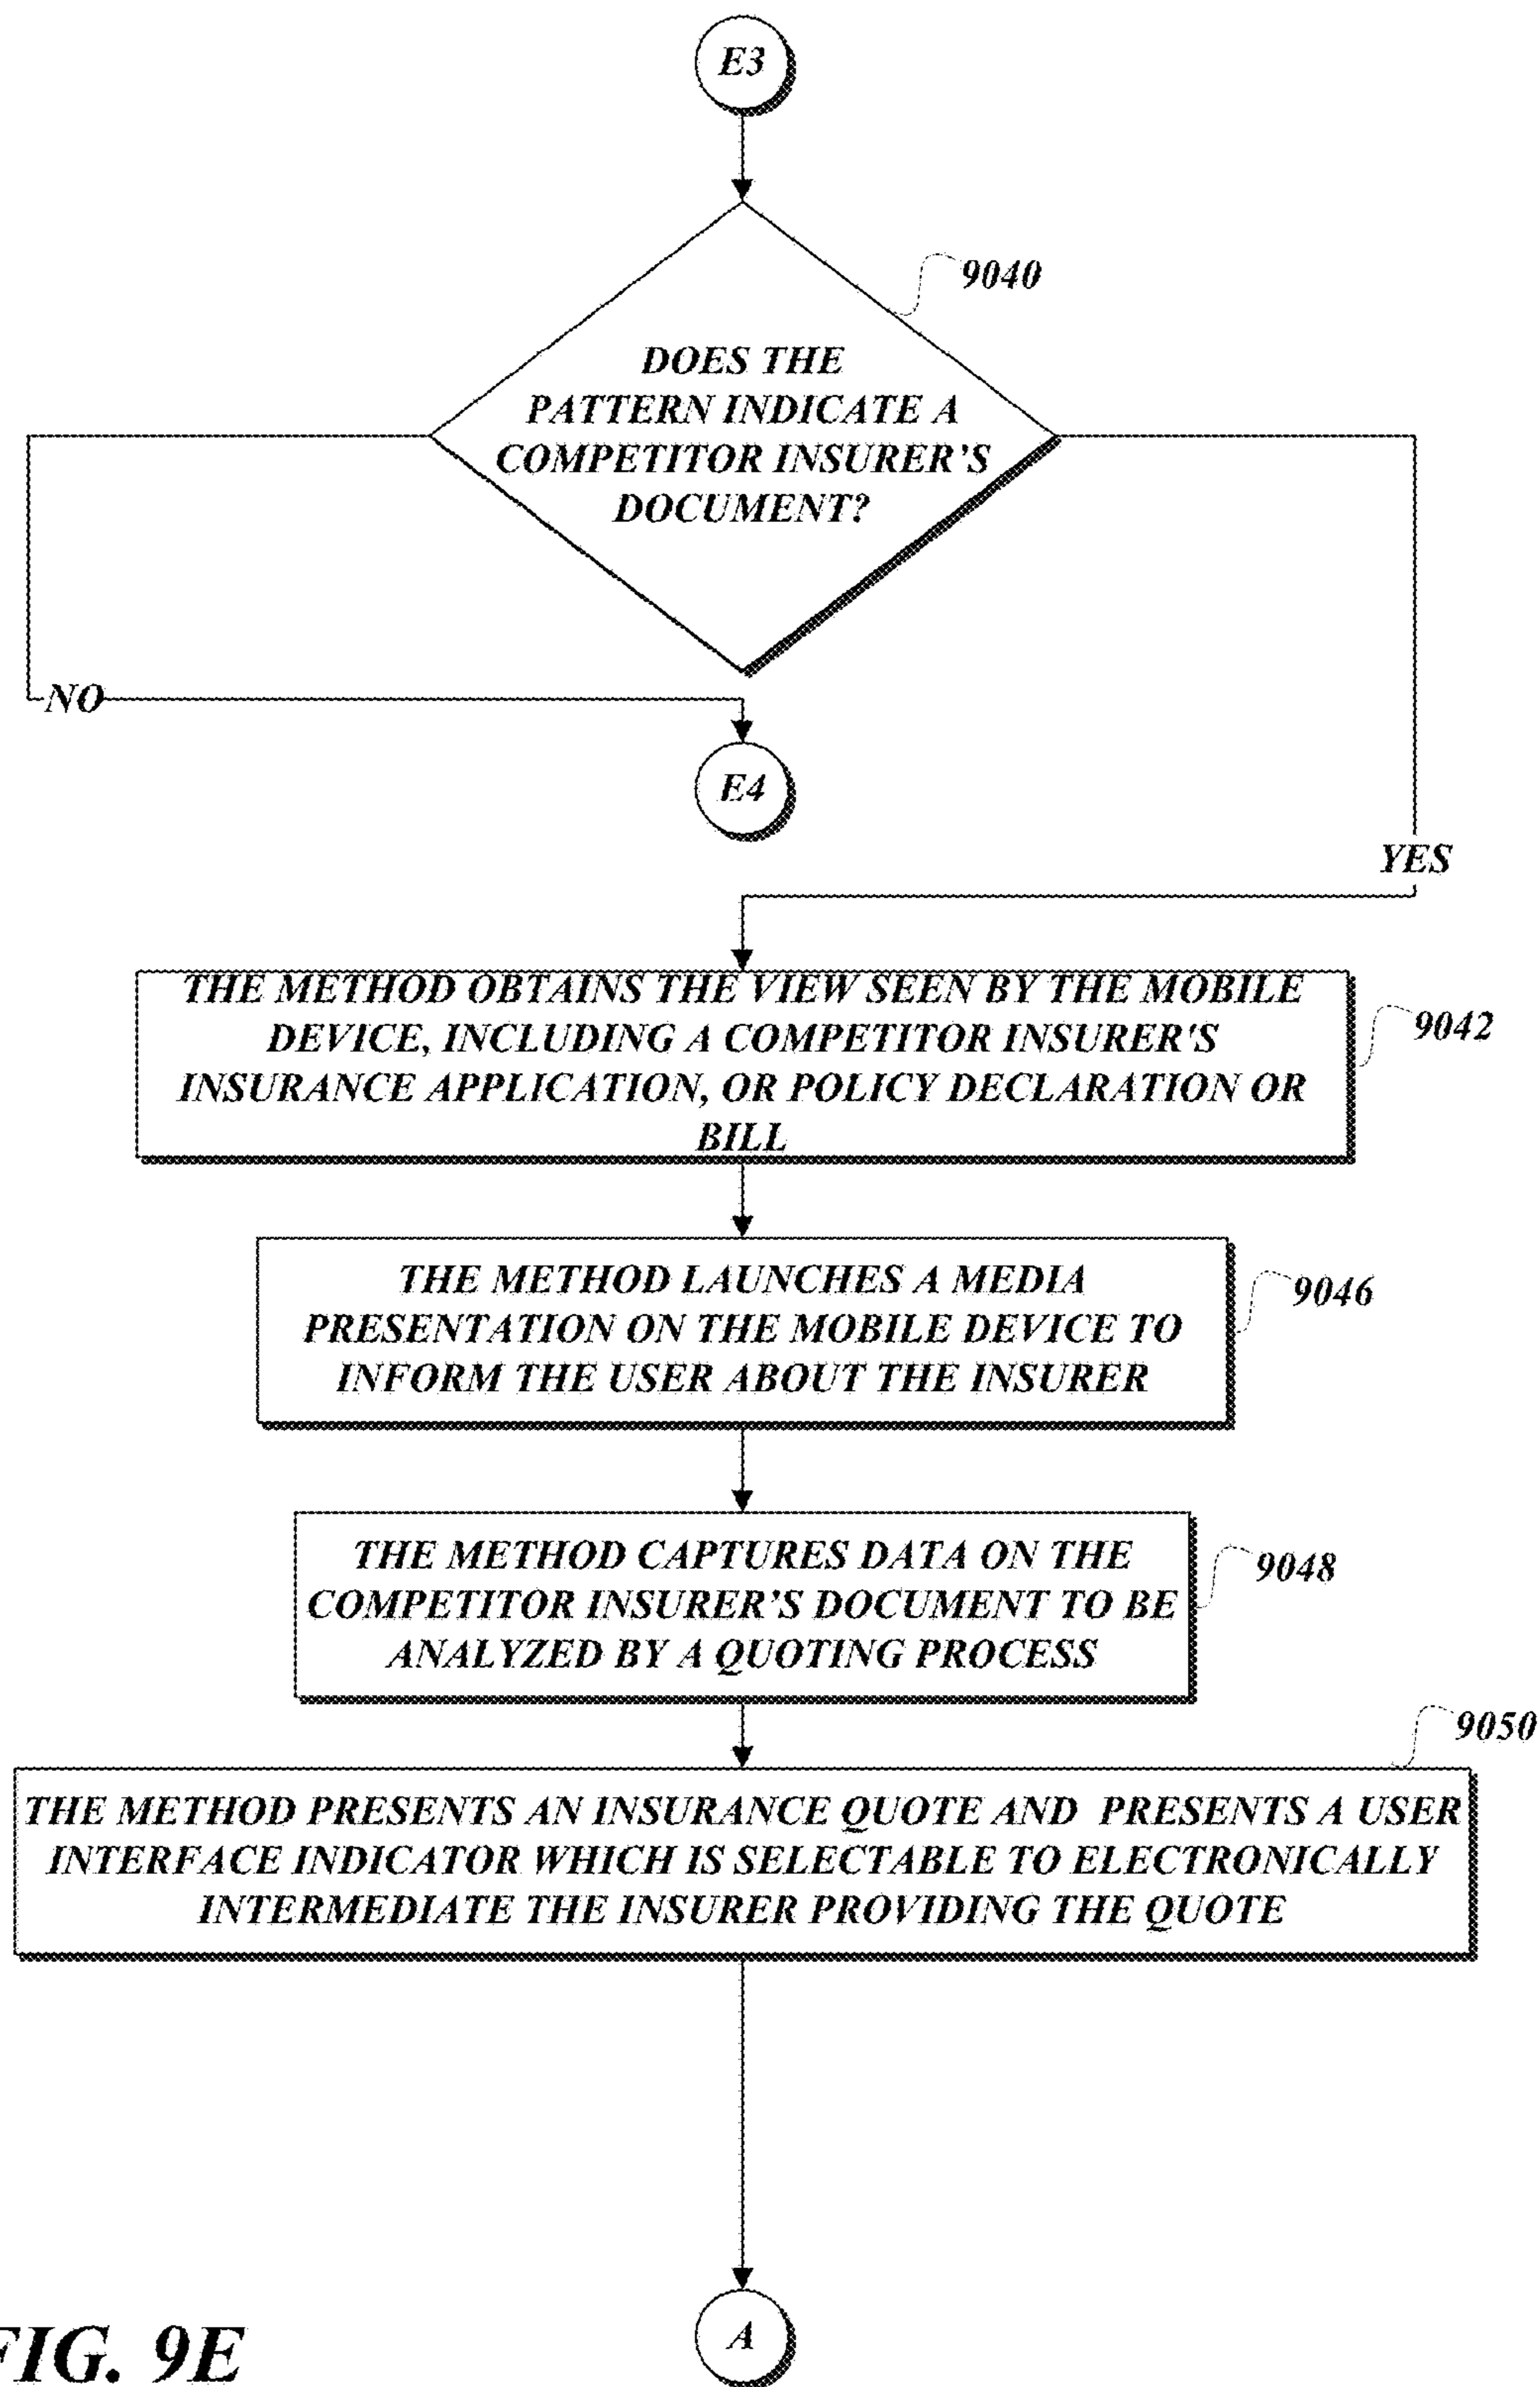 E3
9040
DOES THE
PATTERN INDICATE A
COMPETITOR INSURER'S
DOCUMENT?
NO
E4
YES
THE METHOD OBTAINS THE VIEW SEEN BY THE MOBILE
DEVICE, INCLUDING A COMPETITOR INSURER'S
INSURANCE APPLICATION, OR POLICY DECLARATION OR
BILL
9042
THE METHOD LAUNCHES A MEDIA
PRESENTATION ON THE MOBILE DEVICE TO
INFORM THE USER ABOUT THE INSURER
9046
THE METHOD CAPTURES DATA ON THE
COMPETITOR INSURER'S DOCUMENT TO BE
ANALYZED BY A QUOTING PROCESS
9048
9050
THE METHOD PRESENTS AN INSURANCE QUOTE AND PRESENTS A USER
INTERFACE INDICATOR WHICH IS SELECTABLE TO ELECTRONICALLY
INTERMEDIATE THE INSURER PROVIDING THE QUOTE
A
FIG. 9E